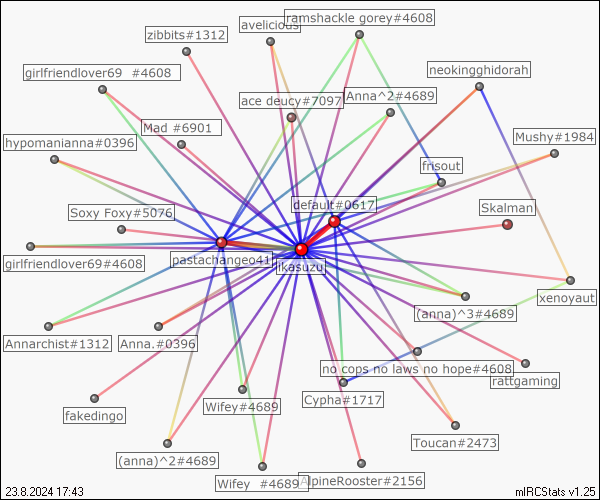 ramshackle gorey#4608
avelicious
zibbits#1312
girlfriendlover69  #4608
neokingghidorah
ace deucy#7097
Anna^2#4689
Mad #6901
Mushy#1984
hypomanianna#0396
frisout
default#0617
Skalman
Soxy Foxy#5076
pastachangeo41
ikasuzu
girlfriendlover69#4608
xenoyaut
(anna)^3#4689
Annarchist#1312
Anna.#0396
no cops no laws no hope#4608
rattgaming
Cypha#1717
Wifey#4689
fakedingo
Toucan#2473
(anna)^2#4689
AlpineRooster#2156
Wifey  #4689
23.8.2024 17:43
mIRCStats v1.25